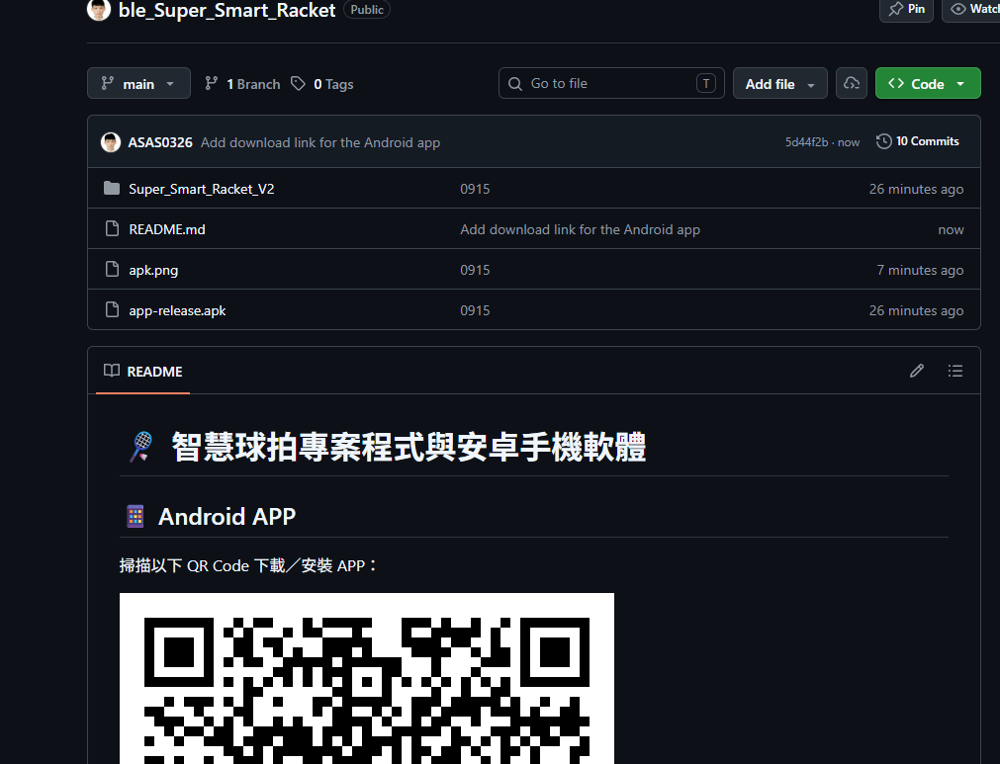 ble_Super_Smart_Racket Public
Pin
main 1 Branch 0 Tags Go to file T Add file Code
ASAS0326 Add download link for the Android app 5d44f2b · now 10 Commits
Super_Smart_Racket_V2 0915 26 minutes ago
README.md Add download link for the Android app now
apk.png 0915 7 minutes ago
app-release.apk 0915 26 minutes ago
README
智慧球拍專案程式與安卓手機軟體
Android APP
掃描以下 QR Code 下載／安裝 APP：